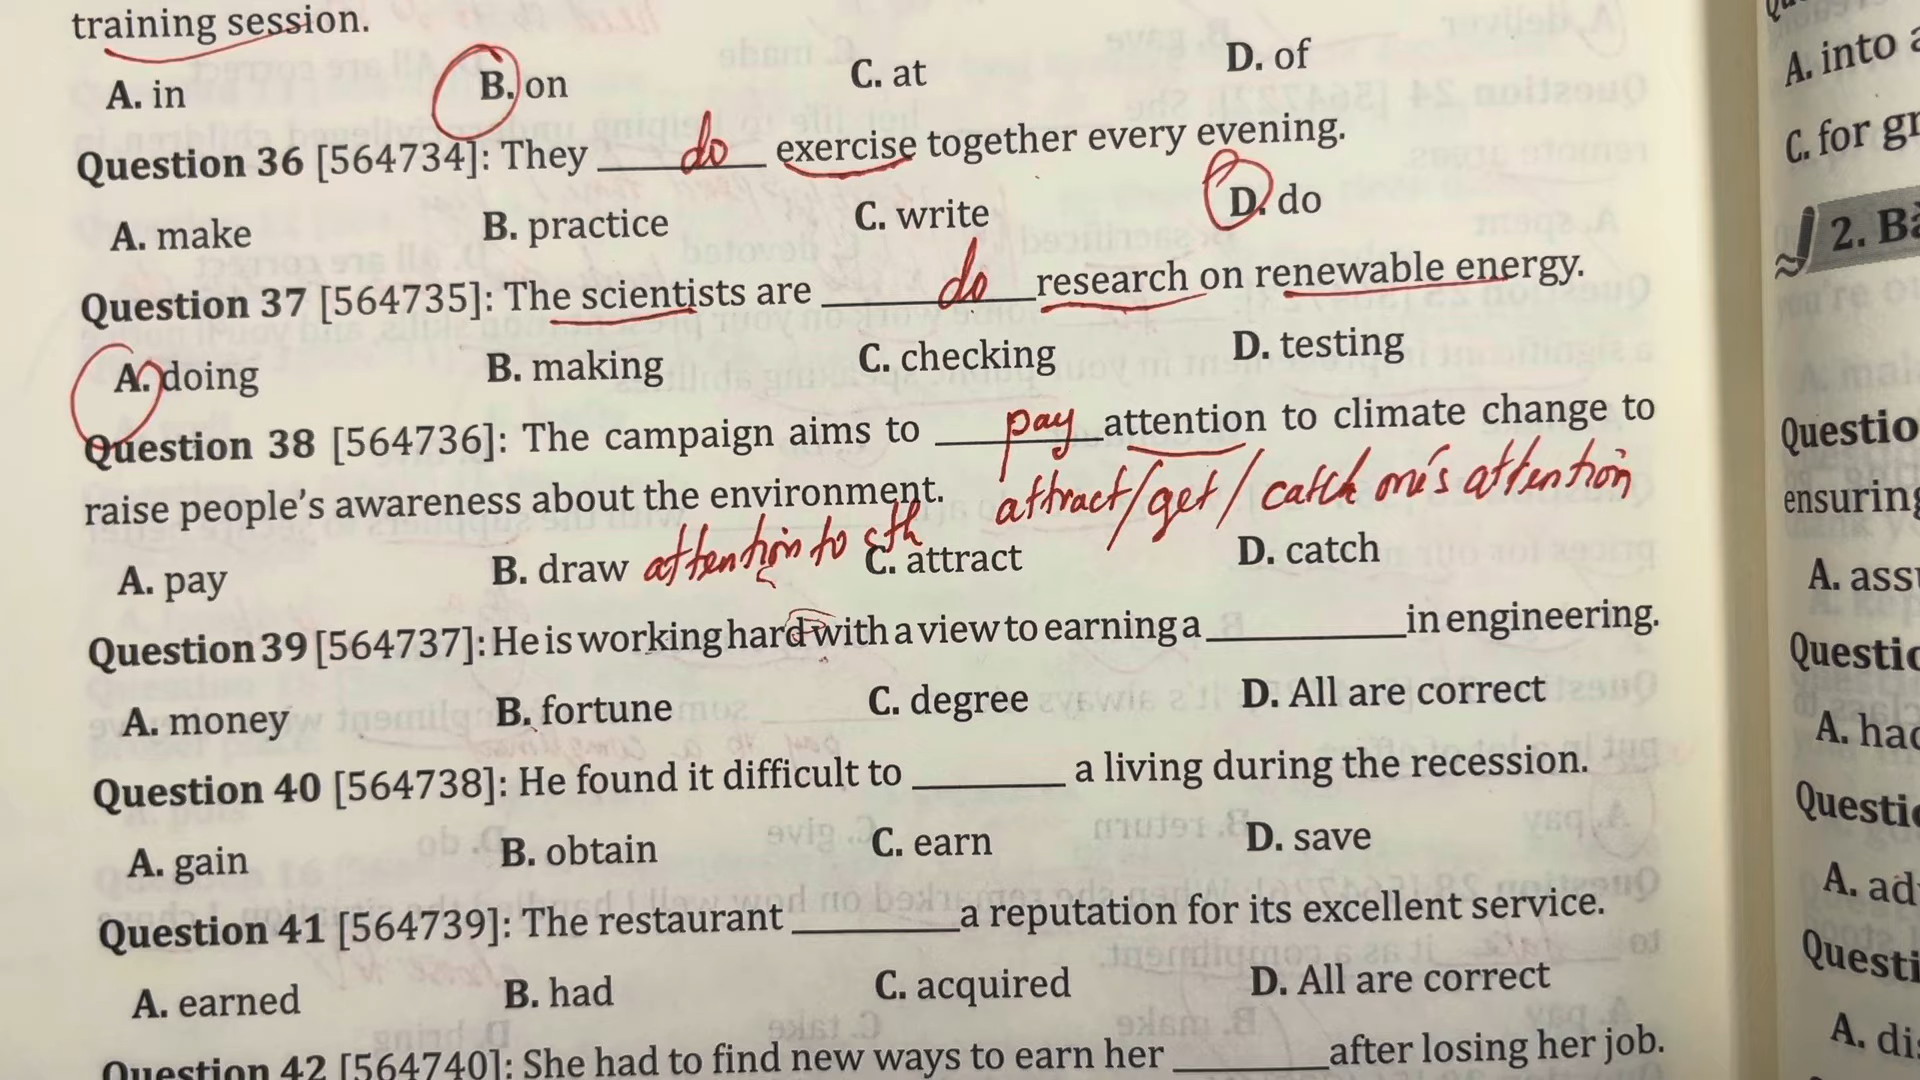 training session.
A. in B. on C. at D. of
Question 36 [564734]: They do exercise together every evening.
A. make B. practice C. write D. do
Question 37 [564735]: The scientists are do research on renewable energy.
A. doing B. making C. checking D. testing
Question 38 [564736]: The campaign aims to pay attention to climate change to
raise people's awareness about the environment.
attract/get/ catch one's attention
A. pay B. draw attention to sth C. attract D. catch
Question 39 [564737]: He is working hard with a view to earning a ________ in engineering.
A. money B. fortune C. degree D. All are correct
Question 40 [564738]: He found it difficult to ________ a living during the recession.
A. gain B. obtain C. earn D. save
Question 41 [564739]: The restaurant ________ a reputation for its excellent service.
A. earned B. had C. acquired D. All are correct
Question 42 [564740]: She had to find new ways to earn her ________ after losing her job.
A. into
C. for
2.
Questio
ensuring
A.
Questio
A. had
Questi
A. ad
Questi
A. di